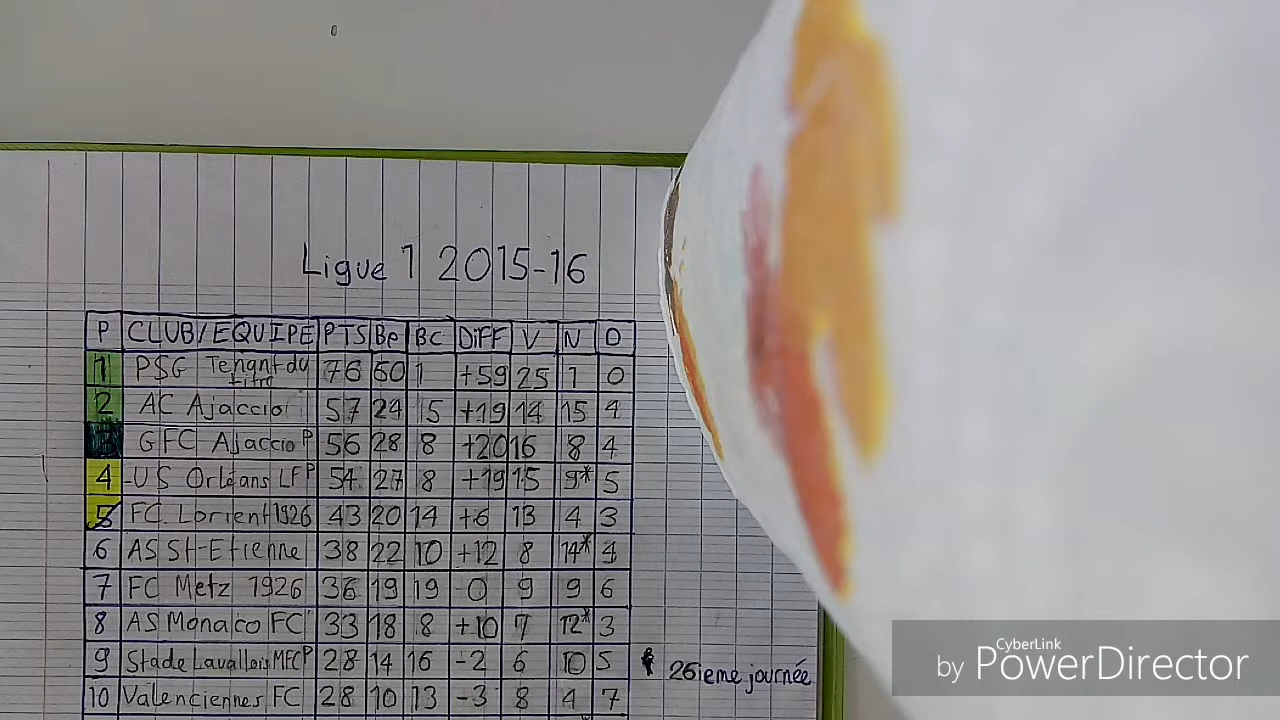 Ligue 1 2015-16
P CLUB/EQUIPE PTS Be BC DiFF V N D
1 PSG Tenant du titre 76 60 1 +59 25 1 0
2 AC Ajaccio 57 24 15 +19 14 15 4
3 GFC Ajaccio P 56 28 8 +20 16 8 4
4 -US Orléans LF P 54 27 8 +19 15 9* 5
5 FC. Lorient 1926 43 20 14 +6 13 4 3
6 AS St-Etienne 38 22 10 +12 8 14* 4
7 FC Metz 1926 36 19 19 -0 9 9 6
8 AS Monaco FC 33 18 8 +10 7 12* 3
9 Stade Lavallois MFC P 28 14 16 -2 6 10 5
* 26ieme journée
10 Valenciennes FC 28 10 13 -3 8 4 7
CyberLink
by PowerDirector